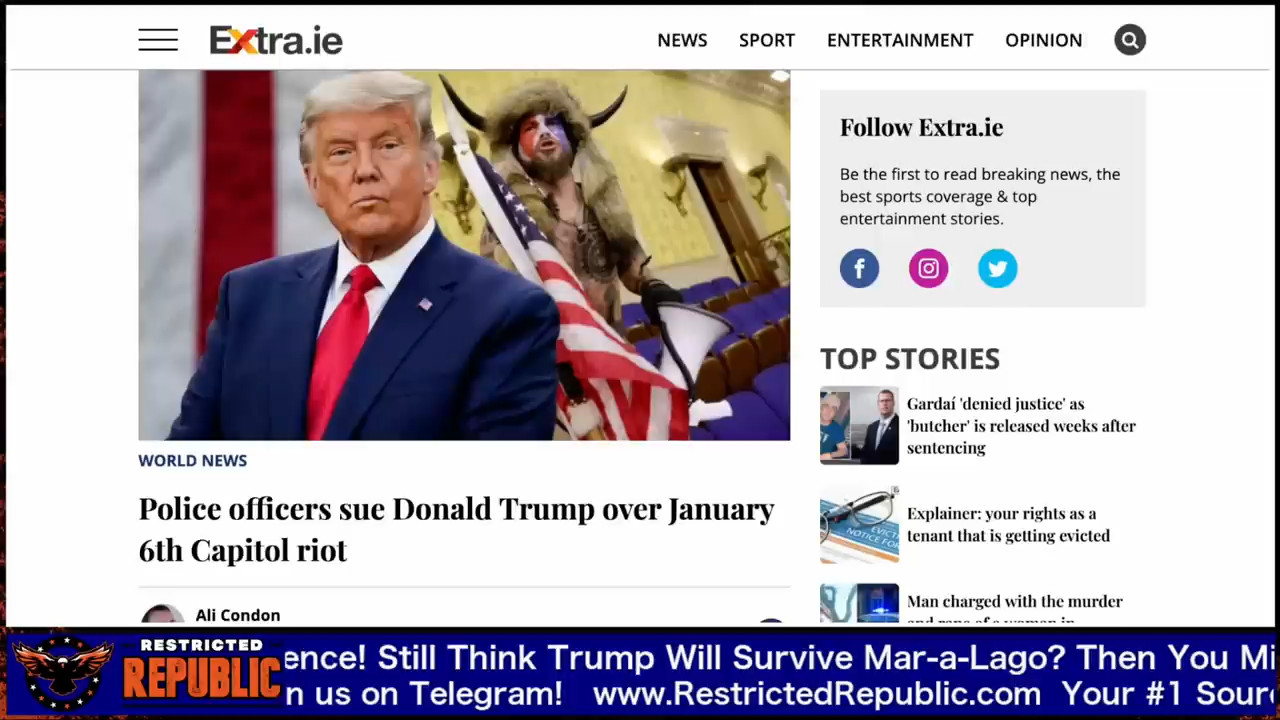 Extra.ie
NEWS SPORT ENTERTAINMENT OPINION
WORLD NEWS
Police officers sue Donald Trump over January
6th Capitol riot
Ali Condon
Follow Extra.ie
Be the first to read breaking news, the
best sports coverage & top
entertainment stories.
TOP STORIES
Gardaí 'denied justice' as
'butcher' is released weeks after
sentencing
Explainer: your rights as a
tenant that is getting evicted
Man charged with the murder
RESTRICTED
REPUBLIC
ence! Still Think Trump Will Survive Mar-a-Lago? Then You Mi
n us on Telegram! www.RestrictedRepublic.com Your #1 Sour